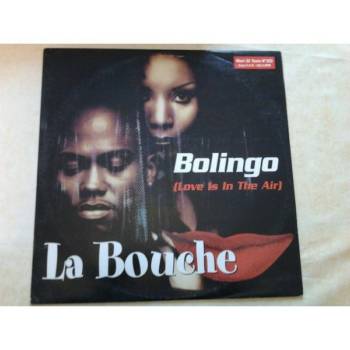 Bolingo
(Love Is In The Air)
La Bouche